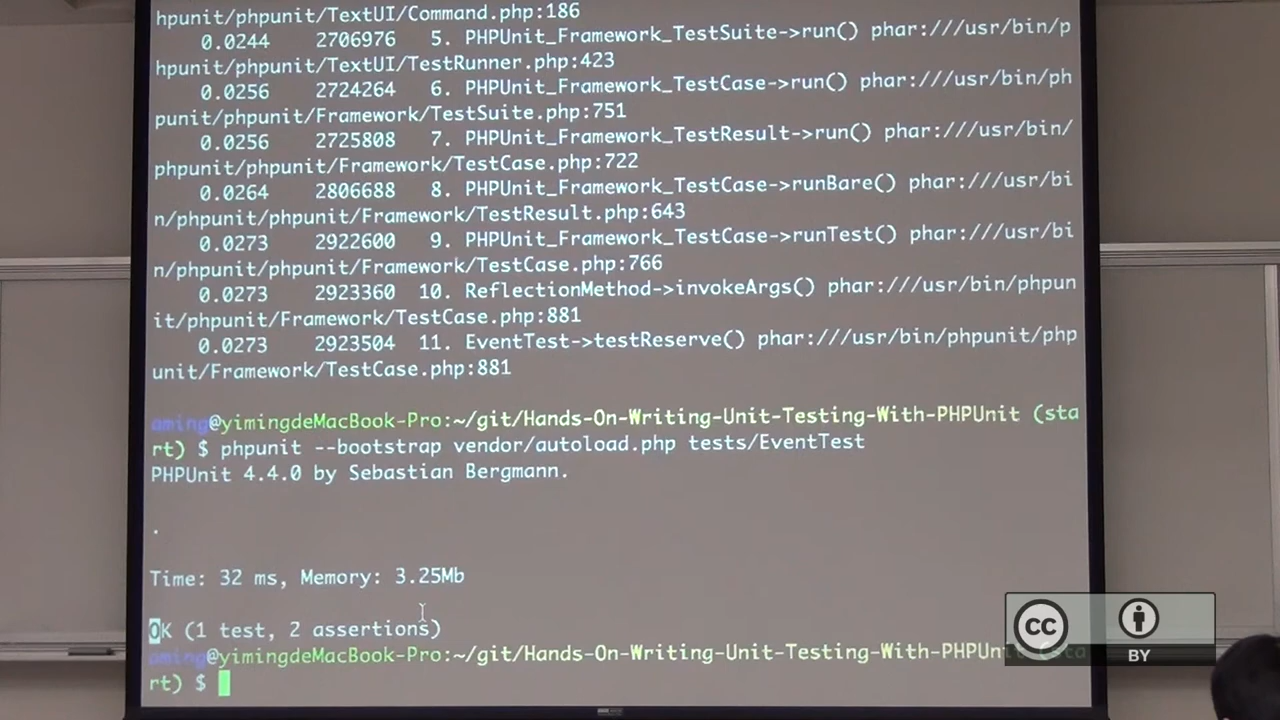 hpunit/phpunit/TextUI/Command.php:186
0.0244 2706976 5. PHPUnit_Framework_TestSuite->run() phar:///usr/bin/p
hpunit/phpunit/TextUI/TestRunner.php:423
0.0256 2724264 6. PHPUnit_Framework_TestCase->run() phar:///usr/bin/ph
punit/phpunit/Framework/TestSuite.php:751
0.0256 2725808 7. PHPUnit_Framework_TestResult->run() phar:///usr/bin/
phpunit/phpunit/Framework/TestCase.php:722
0.0264 2806688 8. PHPUnit_Framework_TestCase->runBare() phar:///usr/bi
n/phpunit/phpunit/Framework/TestResult.php:643
0.0273 2922600 9. PHPUnit_Framework_TestCase->runTest() phar:///usr/bi
n/phpunit/phpunit/Framework/TestCase.php:766
0.0273 2923360 10. ReflectionMethod->invokeArgs() phar:///usr/bin/phpun
it/phpunit/Framework/TestCase.php:881
0.0273 2923504 11. EventTest->testReserve() phar:///usr/bin/phpunit/php
unit/Framework/TestCase.php:881
aming@yimingdeMacBook-Pro:~/git/Hands-On-Writing-Unit-Testing-With-PHPUnit (sta
rt) $ phpunit --bootstrap vendor/autoload.php tests/EventTest
PHPUnit 4.4.0 by Sebastian Bergmann.
.
Time: 32 ms, Memory: 3.25Mb
OK (1 test, 2 assertions)
aming@yimingdeMacBook-Pro:~/git/Hands-On-Writing-Unit-Testing-With-PHPUnit (sta
rt) $
cc
BY